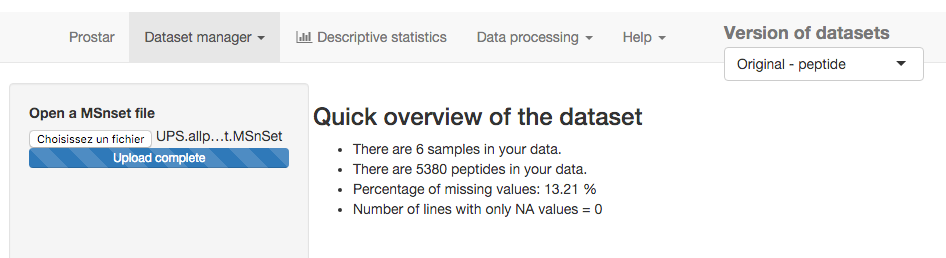 Prostar Dataset manager Descriptive statistics Data processing Help
Version of datasets
Original - peptide
Open a MSnset file
Choisissez un fichier UPS.allp…t.MSnSet
Upload complete
Quick overview of the dataset
• There are 6 samples in your data.
• There are 5380 peptides in your data.
• Percentage of missing values: 13.21 %
• Number of lines with only NA values = 0